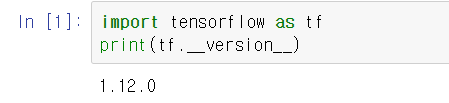 In [1]: import tensorflow as tf
print(tf.__version__)
1.12.0